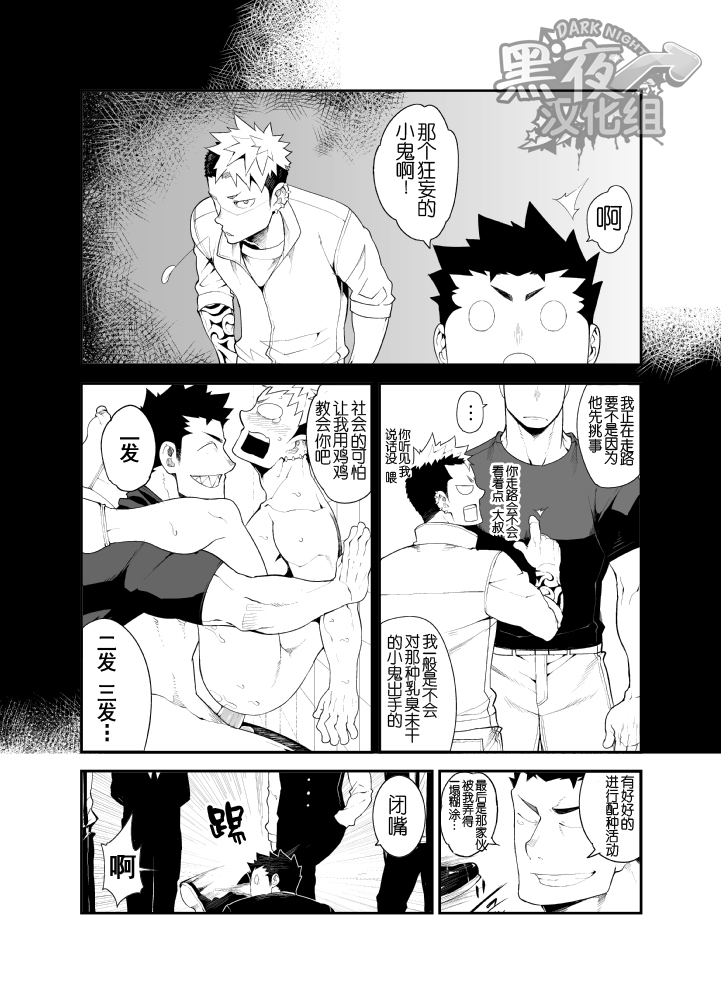 DARK NIGHT
黑夜
汉化组
啊
那个狂妄的
小鬼啊！
我正在走路
要不是因为
他先挑事
…
你走路会不会
看着点 大叔
你听见我
说话没 喂
我一般是不会
对那种乳臭未干
的小鬼出手的
社会的可怕
让我用鸡鸡
教会你吧
一发
二发 三发…
有好好的
进行配种活动
最后是那家伙
被我弄得
一塌糊涂…
闭嘴
踢
啊